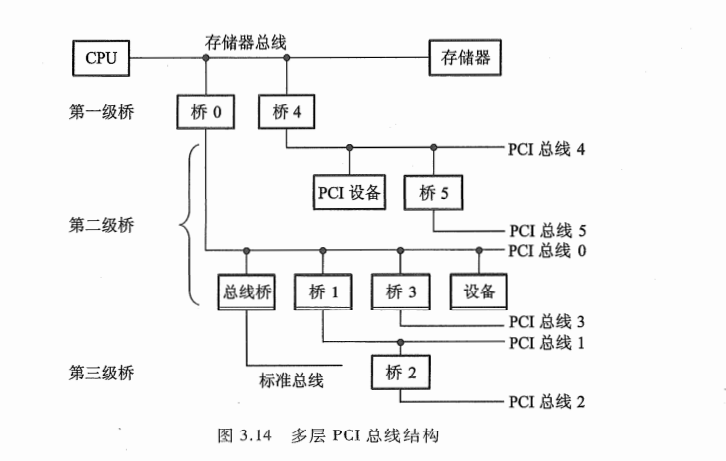 存储器总线
CPU
存储器
第一级桥
桥 0
桥 4
PCI 总线 4
PCI 设备
桥 5
第二级桥
PCI 总线 5
PCI 总线 0
总线桥
桥 1
桥 3
设备
PCI 总线 3
PCI 总线 1
第三级桥
标准总线
桥 2
PCI 总线 2
图 3.14 多层 PCI 总线结构